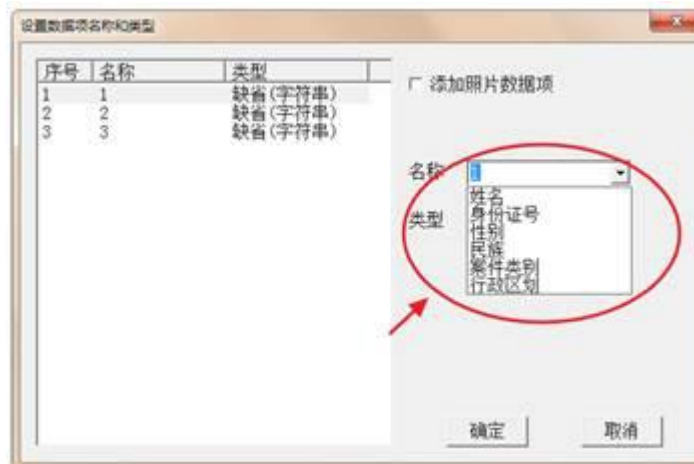 设置数据项名称和类型
序号 名称 类型
1 1 缺省(字符串)
2 2 缺省(字符串)
3 3 缺省(字符串)
添加照片数据项
名称 1
姓名
身份证号
类型
性别
民族
案件类别
行政区划
确定 取消